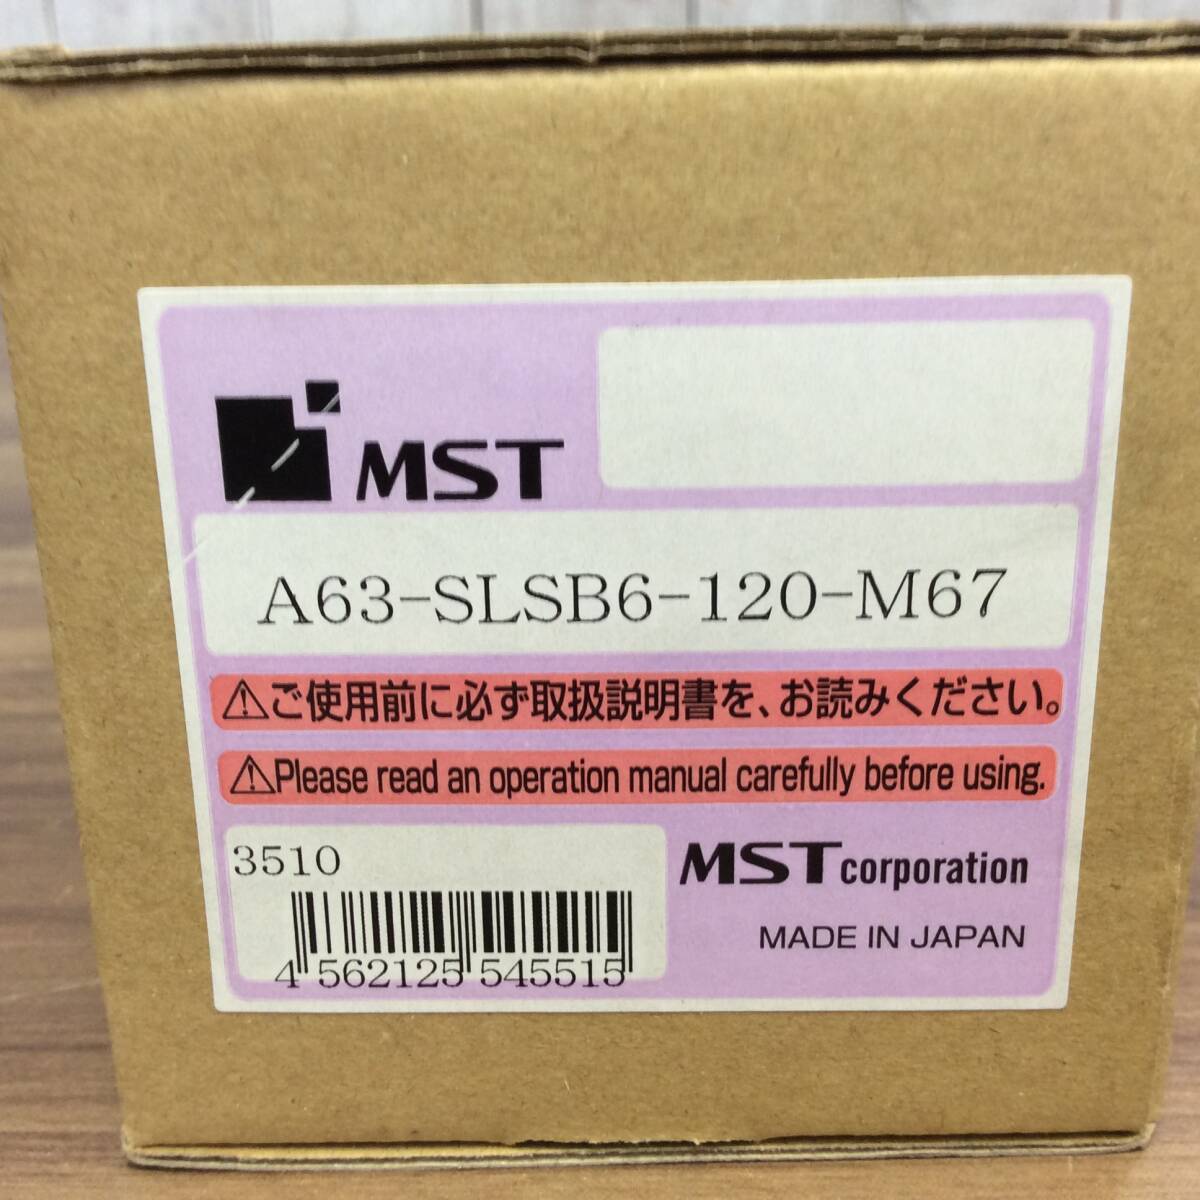 MST
A63-SLSB6-120-M67
⚠ご使用前に必ず取扱説明書を、お読みください。
⚠Please read an operation manual carefully before using.
3510
4 562125 545515
MST corporation
MADE IN JAPAN